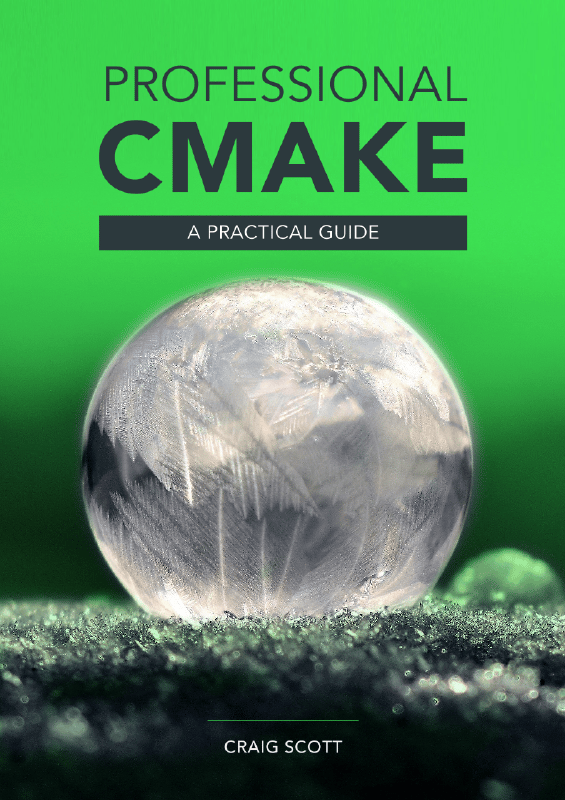 PROFESSIONAL
CMAKE
A PRACTICAL GUIDE
CRAIG SCOTT